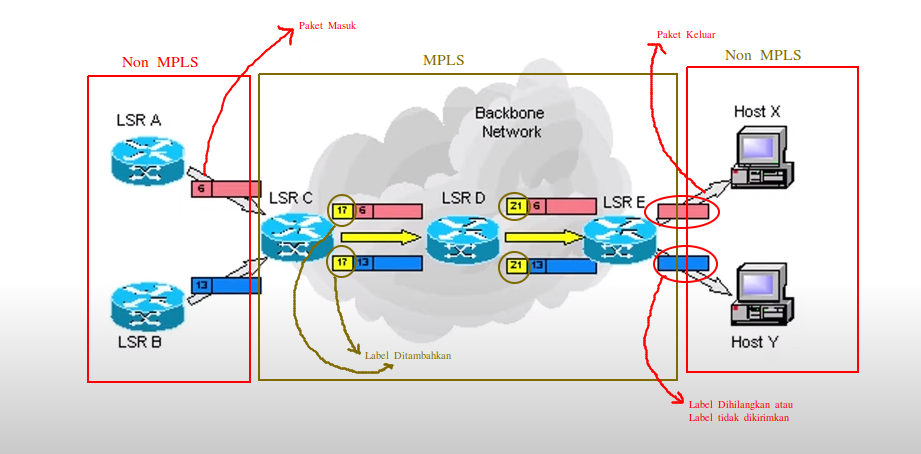 Paket Masuk
Paket Keluar
Non MPLS
MPLS
Non MPLS
Backbone
Network
LSR A
Host X
6
LSR C
17 6
LSR D
21 6
LSR E
13
17 13
21 13
LSR B
Host Y
Label Ditambahkan
Label Dihilangkan atau
Label tidak dikirimkan